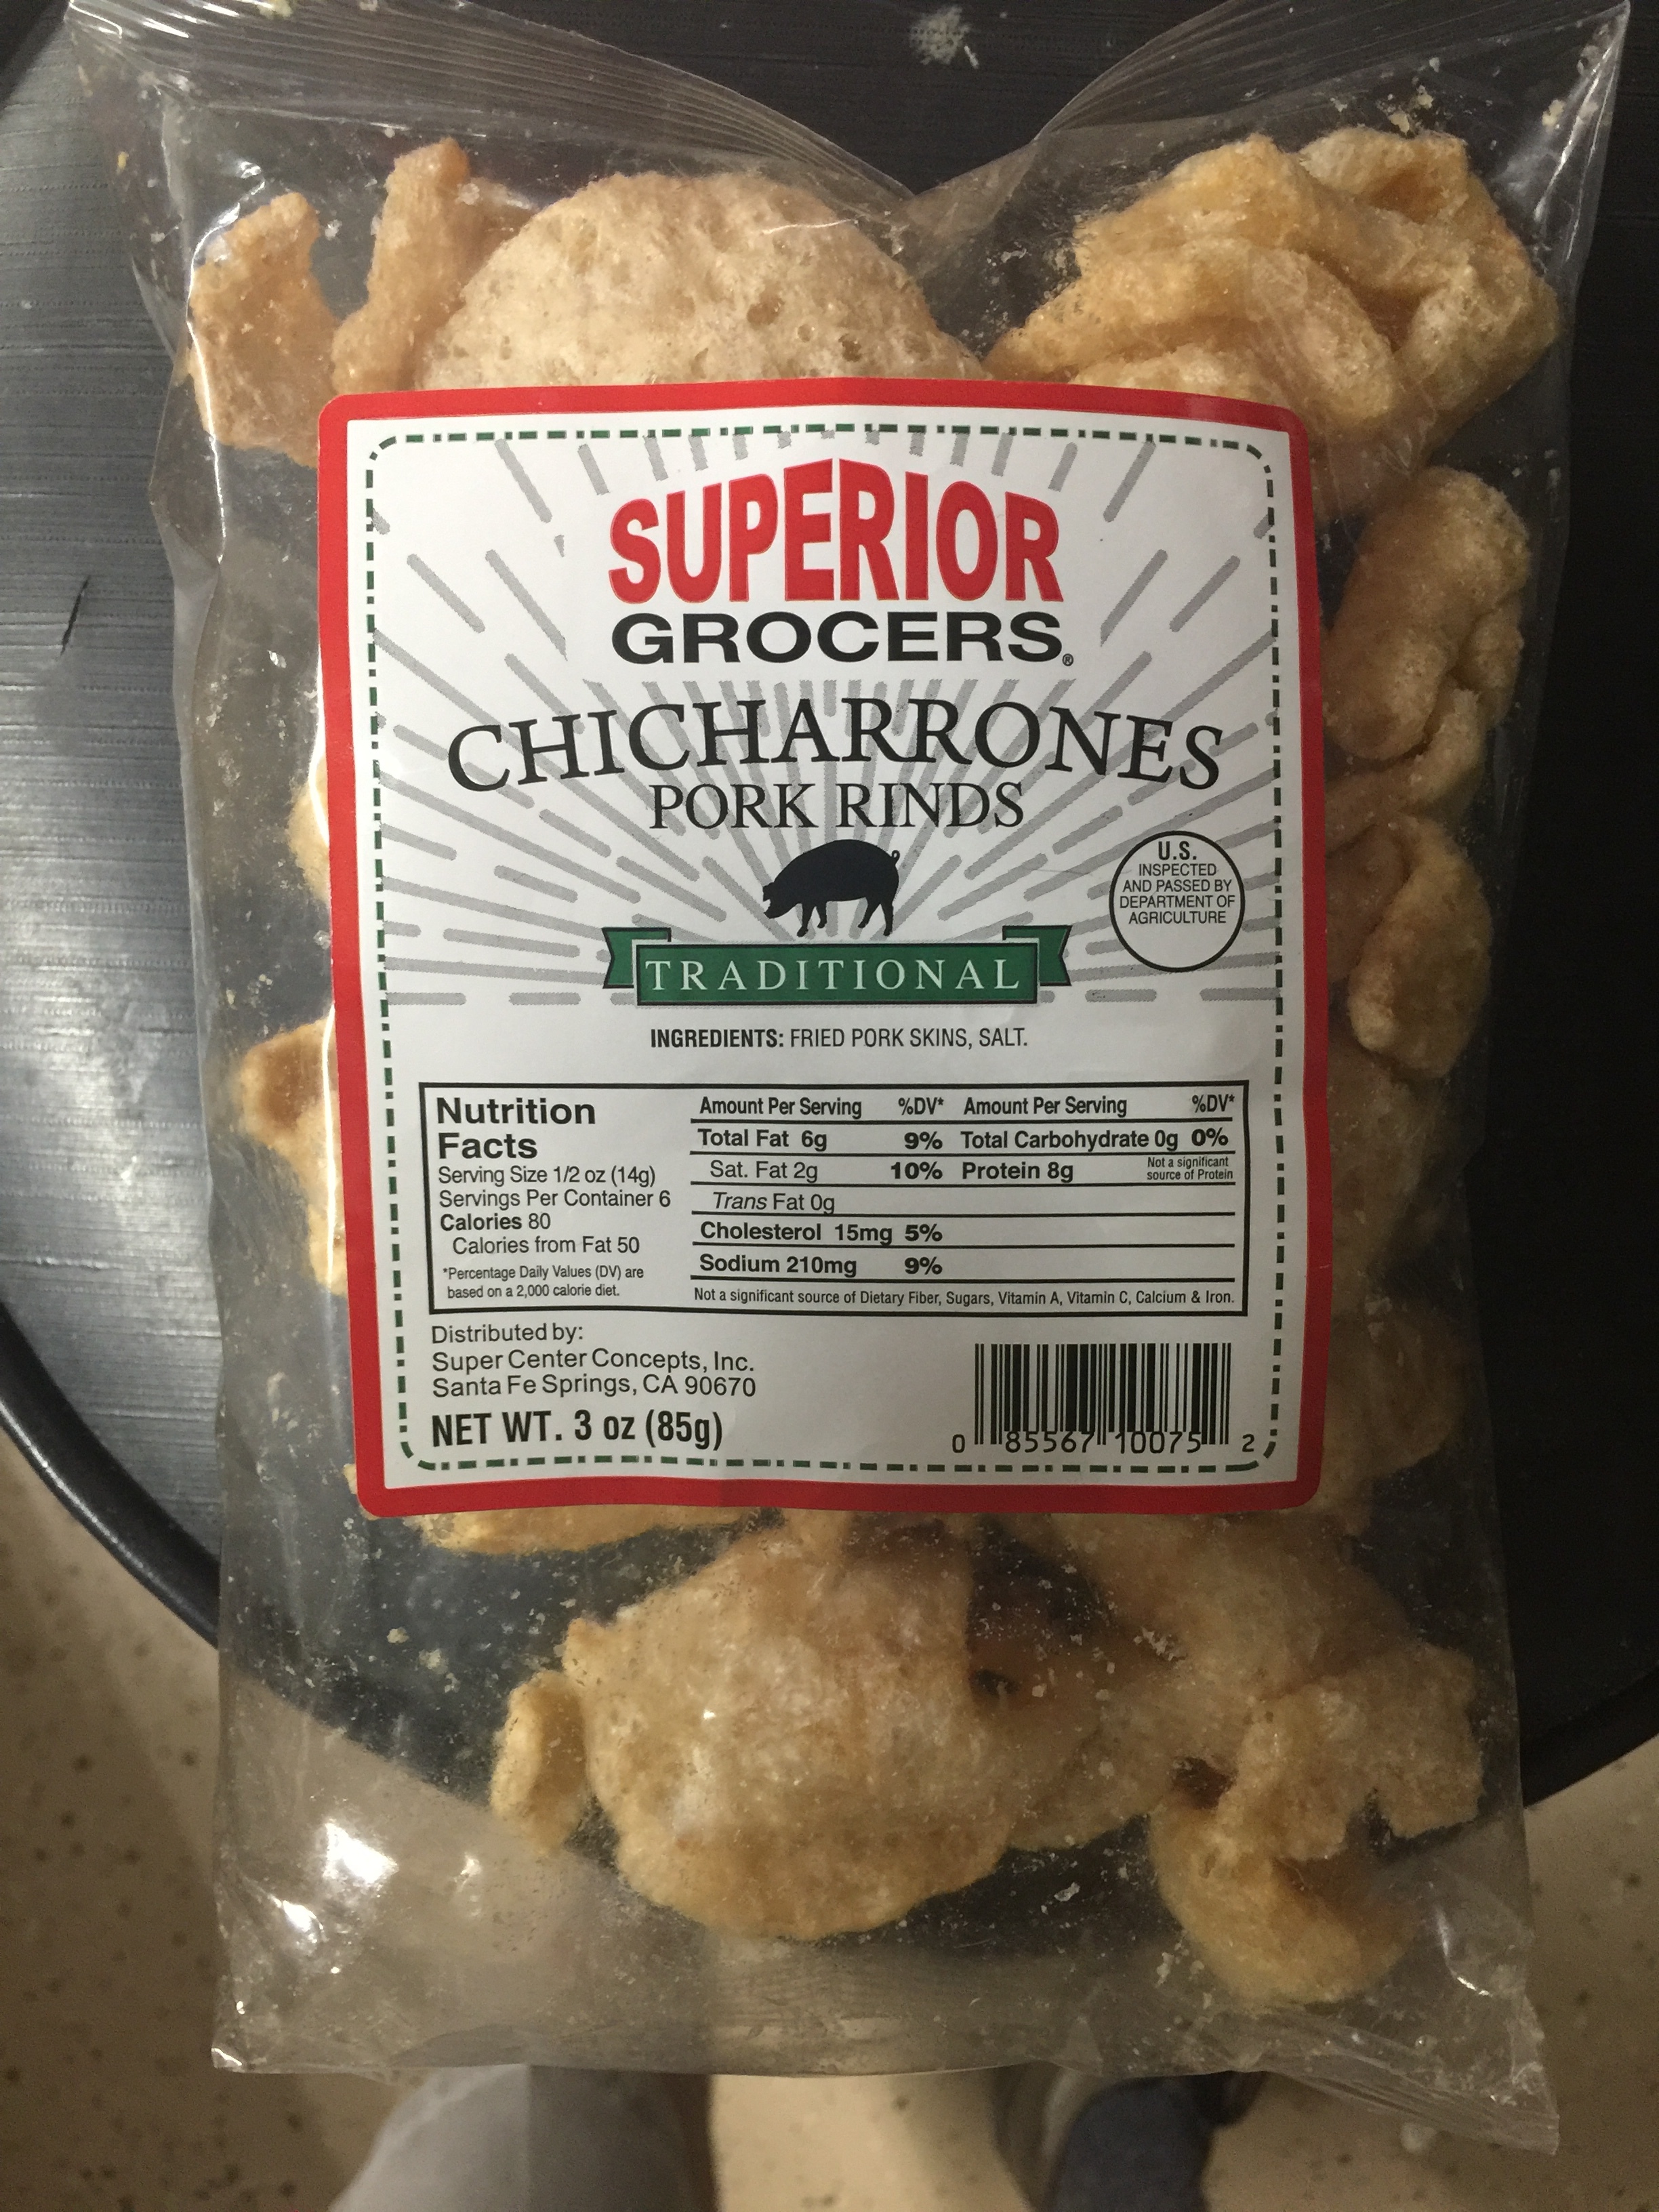 SUPERIOR
GROCERS®
CHICHARRONES
PORK RINDS
U.S.
INSPECTED
AND PASSED BY
DEPARTMENT OF
AGRICULTURE
TRADITIONAL
INGREDIENTS: FRIED PORK SKINS, SALT.
Nutrition
Facts
Serving Size 1/2 oz (14g)
Servings Per Container 6
Calories 80
Calories from Fat 50
*Percentage Daily Values (DV) are
based on a 2,000 calorie diet.
Amount Per Serving %DV* Amount Per Serving %DV*
Total Fat 6g 9% Total Carbohydrate 0g 0%
Sat. Fat 2g 10% Protein 8g Not a significant
source of Protein
Trans Fat 0g
Cholesterol 15mg 5%
Sodium 210mg 9%
Not a significant source of Dietary Fiber, Sugars, Vitamin A, Vitamin C, Calcium & Iron.
Distributed by:
Super Center Concepts, Inc.
Santa Fe Springs, CA 90670
NET WT. 3 oz (85g)
0 85567 10075 2